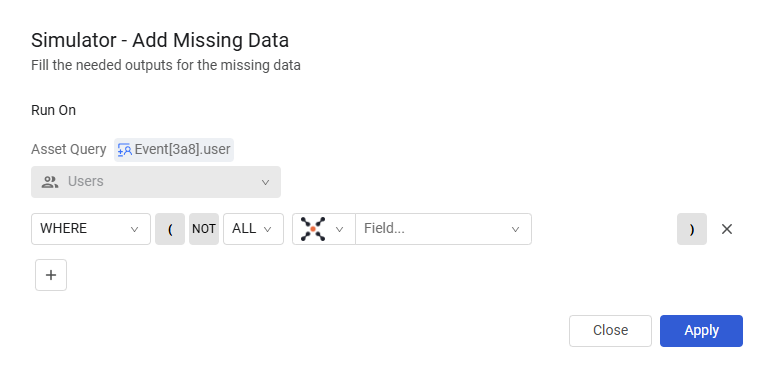 Simulator - Add Missing Data
Fill the needed outputs for the missing data
Run On
Asset Query Event[3a8].user
Users
WHERE ( NOT ALL Field... ) ×
+
Close Apply